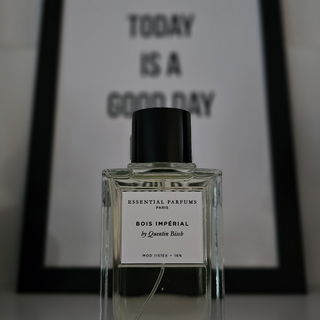 TODAY
IS A
GOOD DAY
ESSENTIAL PARFUMS
PARIS
BOIS IMPÉRIAL
by Quentin Bisch